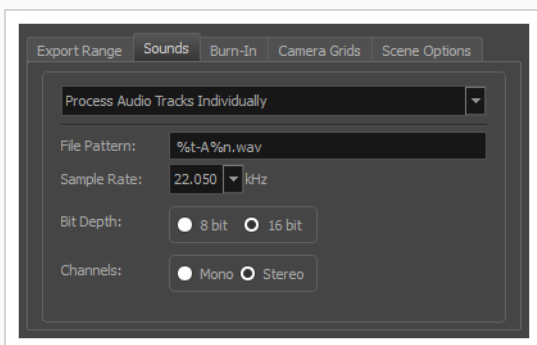 Export Range Sounds Burn-In Camera Grids Scene Options
Process Audio Tracks Individually
File Pattern: %t-A%n.wav
Sample Rate: 22.050 kHz
Bit Depth: 8 bit 16 bit
Channels: Mono Stereo